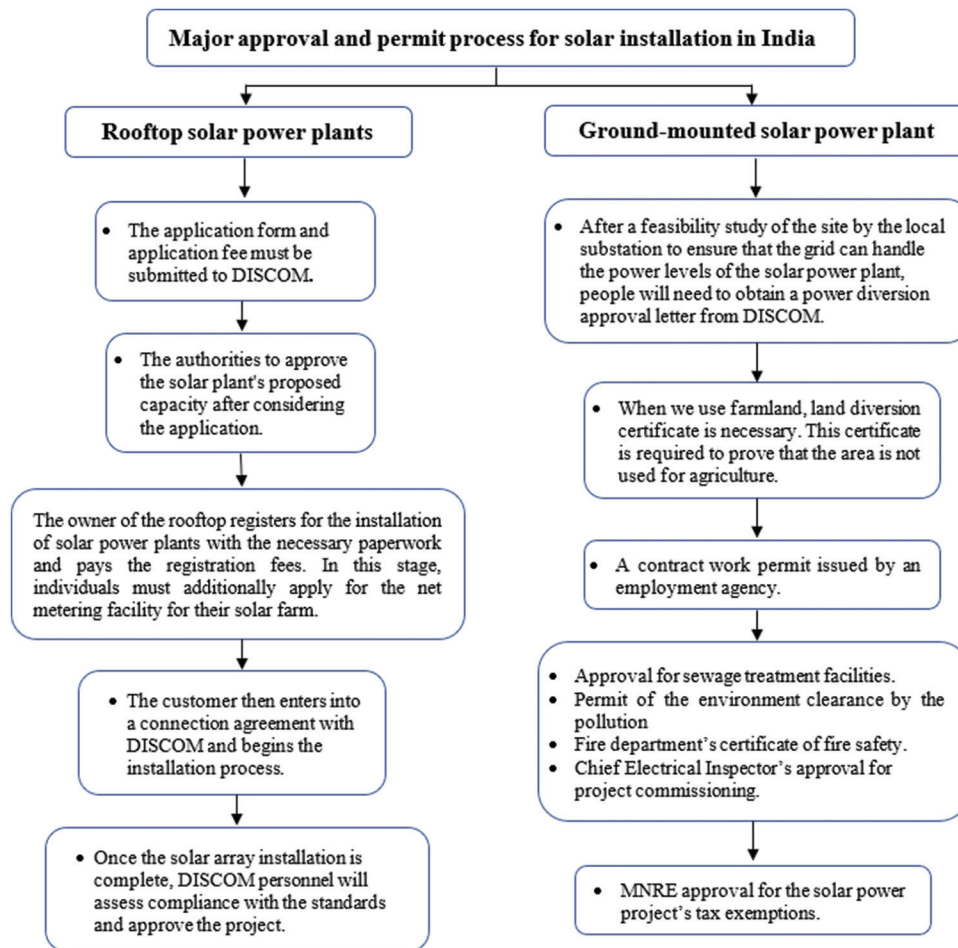 Major approval and permit process for solar installation in India
Rooftop solar power plants
• The application form and
application fee must be
submitted to DISCOM.
• The authorities to approve
the solar plant's proposed
capacity after considering
the application.
The owner of the rooftop registers for the installation
of solar power plants with the necessary paperwork
and pays the registration fees. In this stage,
individuals must additionally apply for the net
metering facility for their solar farm.
• The customer then enters into
a connection agreement with
DISCOM and begins the
installation process.
• Once the solar array installation is
complete, DISCOM personnel will
assess compliance with the standards
and approve the project.
Ground-mounted solar power plant
• After a feasibility study of the site by the local
substation to ensure that the grid can handle
the power levels of the solar power plant,
people will need to obtain a power diversion
approval letter from DISCOM.
• When we use farmland, land diversion
certificate is necessary. This certificate
is required to prove that the area is not
used for agriculture.
• A contract work permit issued by an
employment agency.
• Approval for sewage treatment facilities.
• Permit of the environment clearance by the
pollution
• Fire department's certificate of fire safety.
• Chief Electrical Inspector's approval for
project commissioning.
• MNRE approval for the solar power
project's tax exemptions.